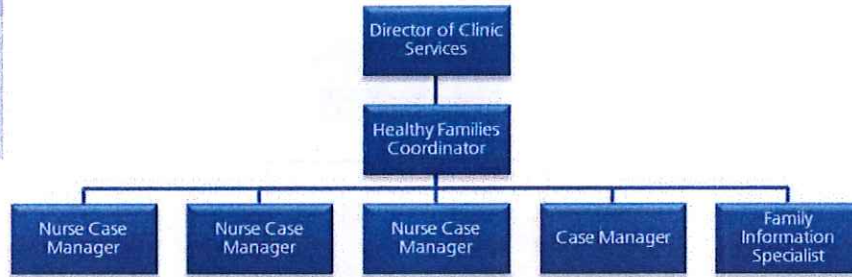 Director of Clinic
Services
Healthy Families
Coordinator
Nurse Case
Manager
Nurse Case
Manager
Nurse Case
Manager
Case Manager
Family
Information
Specialist